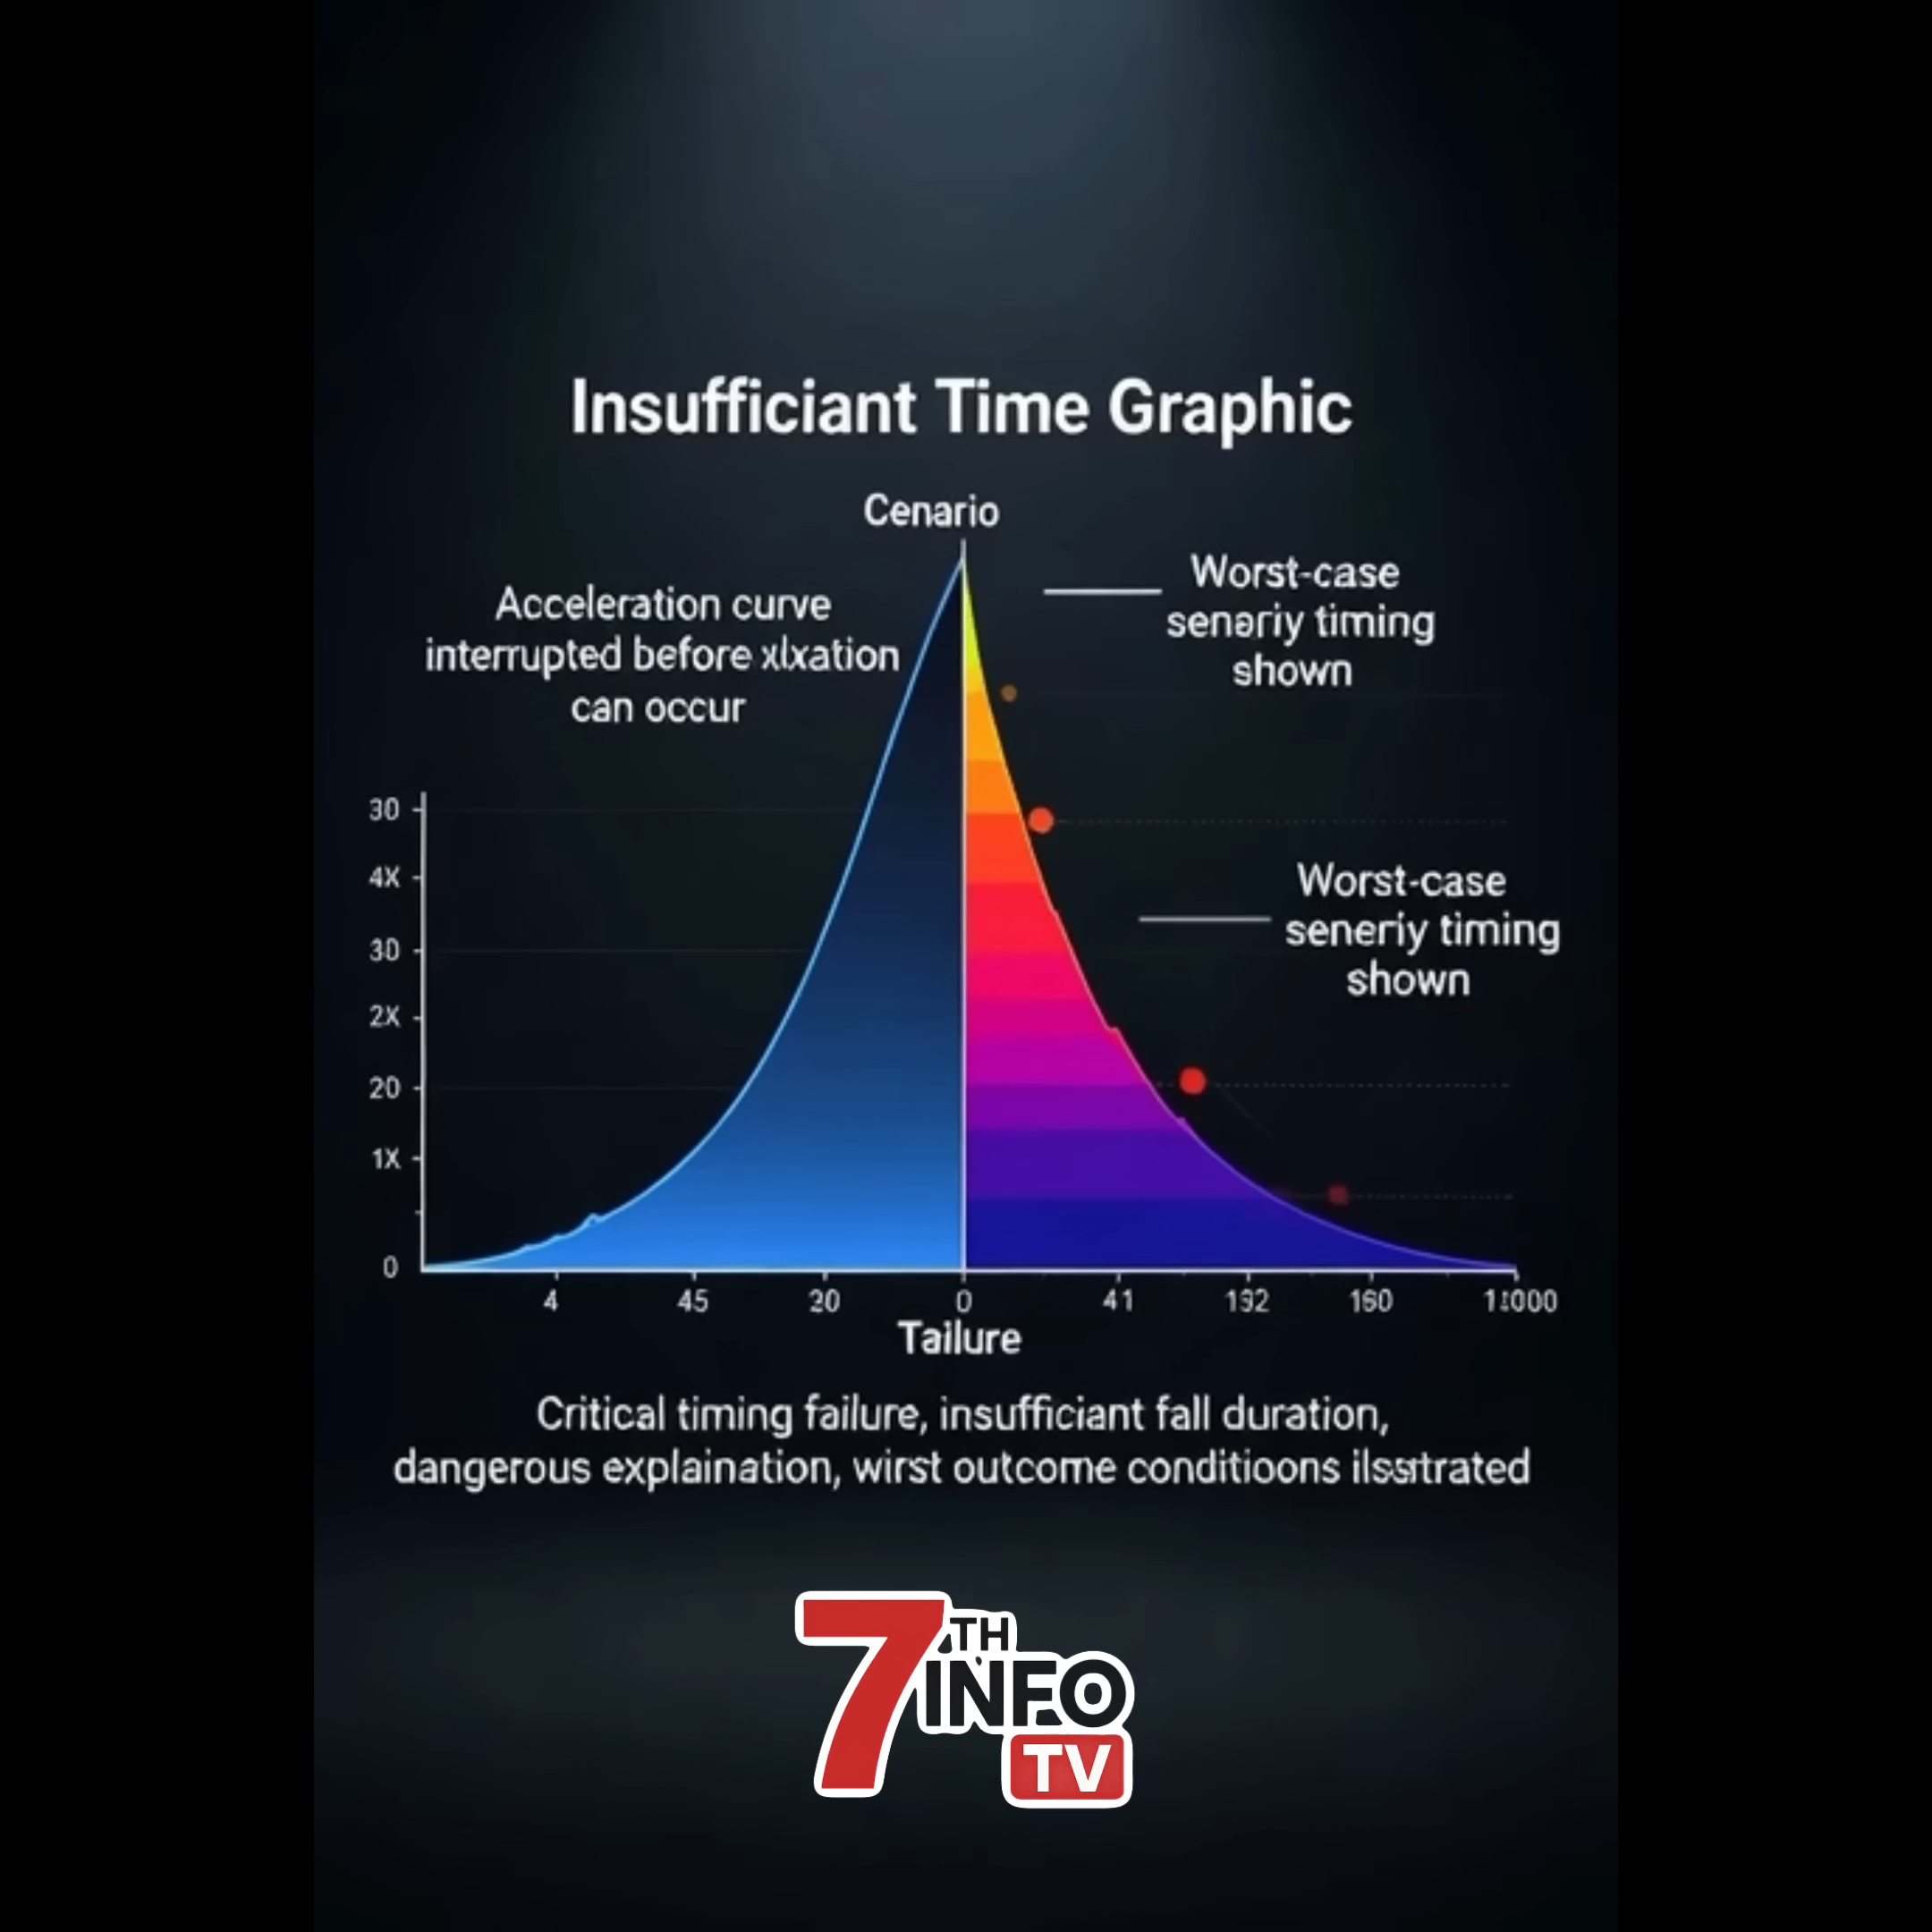 Insufficiant Time Graphic
Cenario
Acceleration curve
interrupted before xlxation
can occur
Worst-case
senariy timing
shown
30
4X
30
2X
20
1X
0
Worst-case
seneriy timing
shown
4 45 20 0 41 192 160
Tailure
Critical timing failure, insufficiant fall duration,
dangerous explaination, wirst outcome conditioons
7TH
INFO
TV